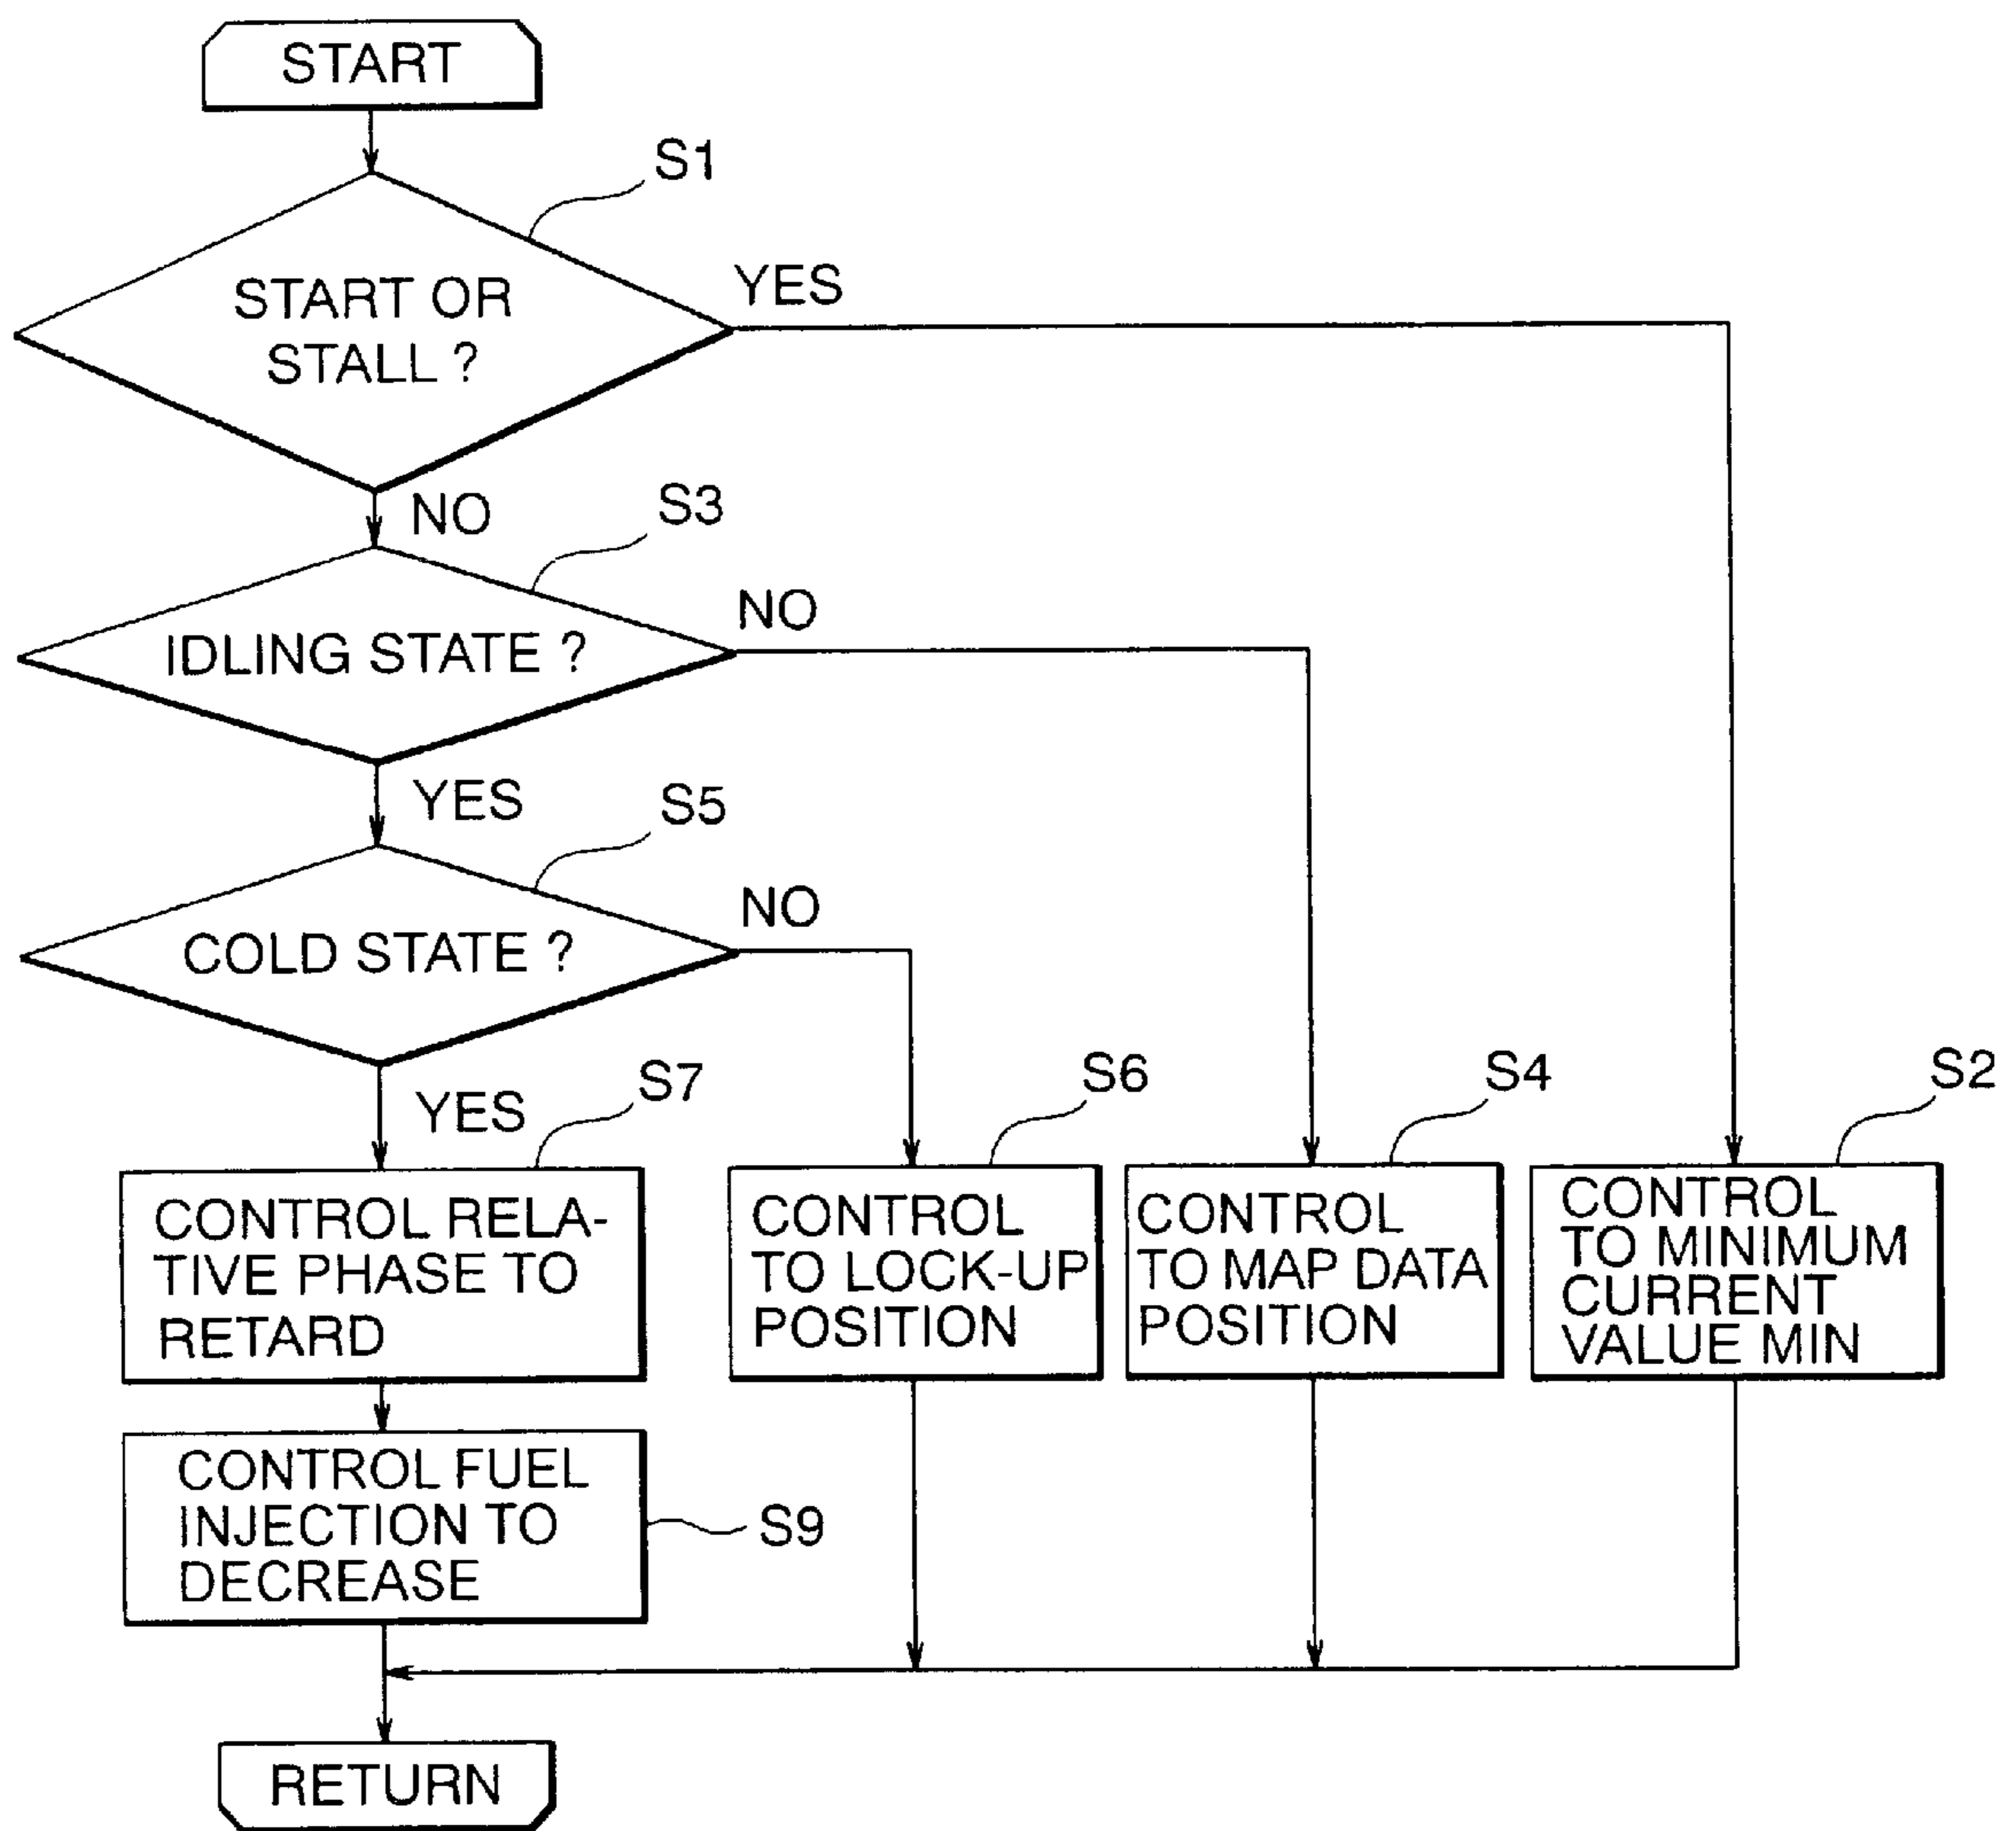 START
S1
START OR
STALL ?
YES
NO
S3
IDLING STATE ?
NO
YES
S5
COLD STATE ?
NO
YES
S7
CONTROL RELA-
TIVE PHASE TO
RETARD
S6
CONTROL
TO LOCK-UP
POSITION
S4
CONTROL
TO MAP DATA
POSITION
S2
CONTROL
TO MINIMUM
CURRENT
VALUE MIN
CONTROL FUEL
INJECTION TO
DECREASE
S9
RETURN